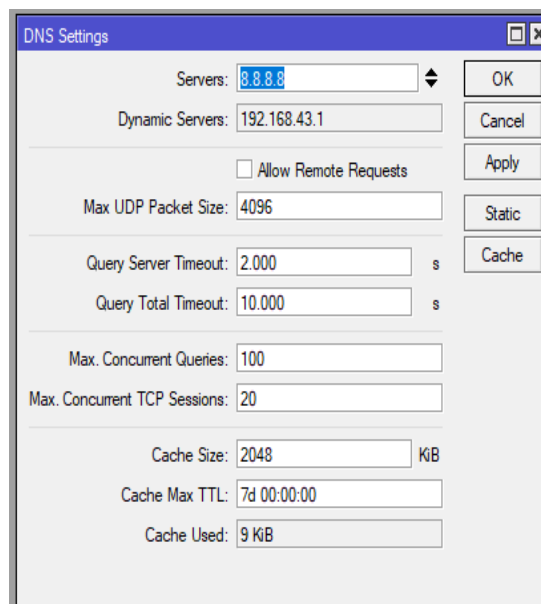 DNS Settings
Servers: 8.8.8.8
OK
Dynamic Servers: 192.168.43.1
Cancel
Allow Remote Requests
Apply
Max UDP Packet Size: 4096
Static
Query Server Timeout: 2.000 s
Cache
Query Total Timeout: 10.000 s
Max. Concurrent Queries: 100
Max. Concurrent TCP Sessions: 20
Cache Size: 2048 KiB
Cache Max TTL: 7d 00:00:00
Cache Used: 9 KiB